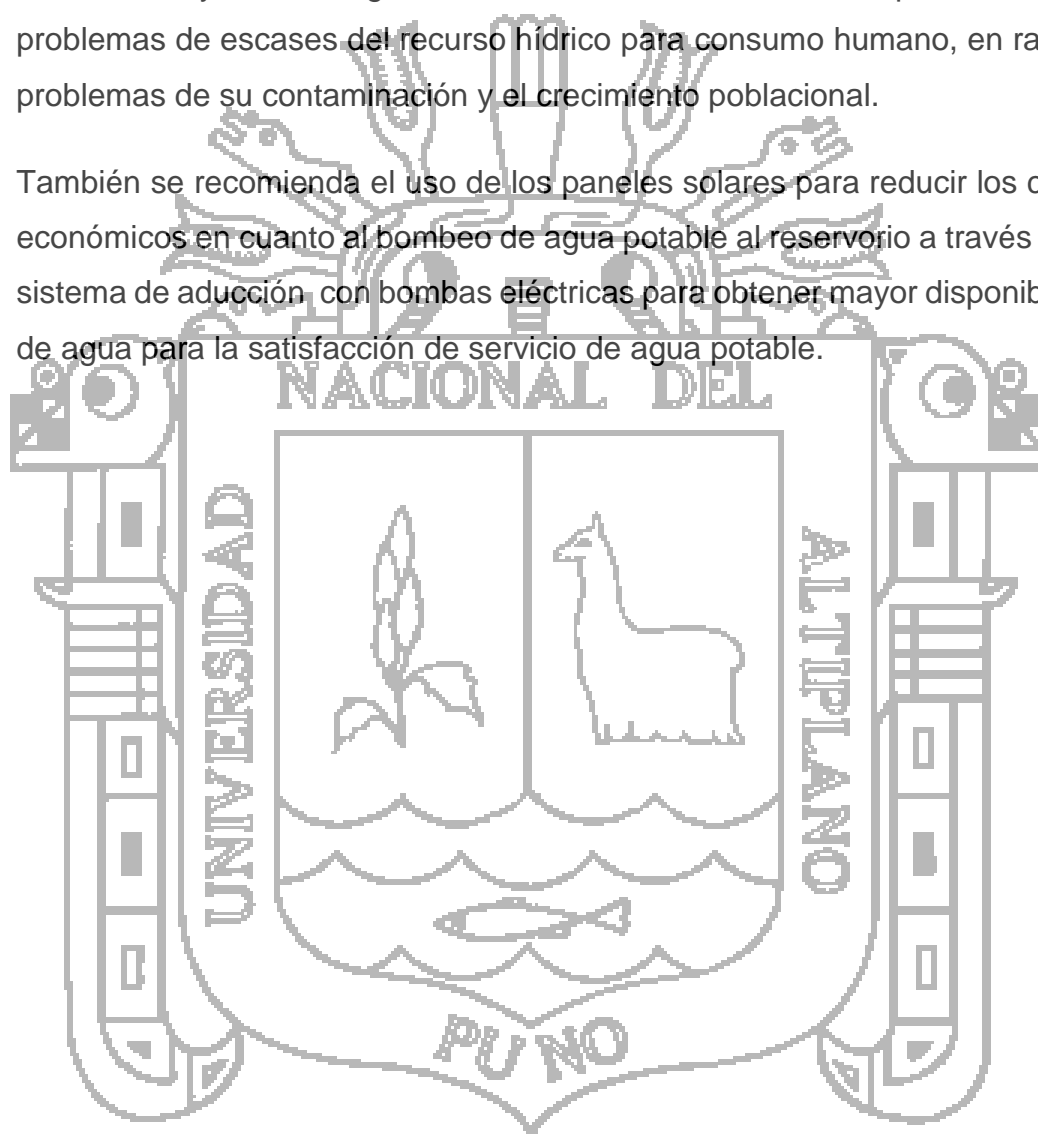 problemas de escases del recurso hídrico para consumo humano, en ra
problemas de su contaminación y el crecimiento poblacional.
También se recomienda el uso de los paneles solares para reducir los
económicos en cuanto al bombeo de agua potable al reservorio a través
sistema de aducción con bombas eléctricas para obtener mayor disponib
de agua para la satisfacción de servicio de agua potable.
NACIONAL DEL
UNIVERSIDAD
ALTIPLANO
PUNO